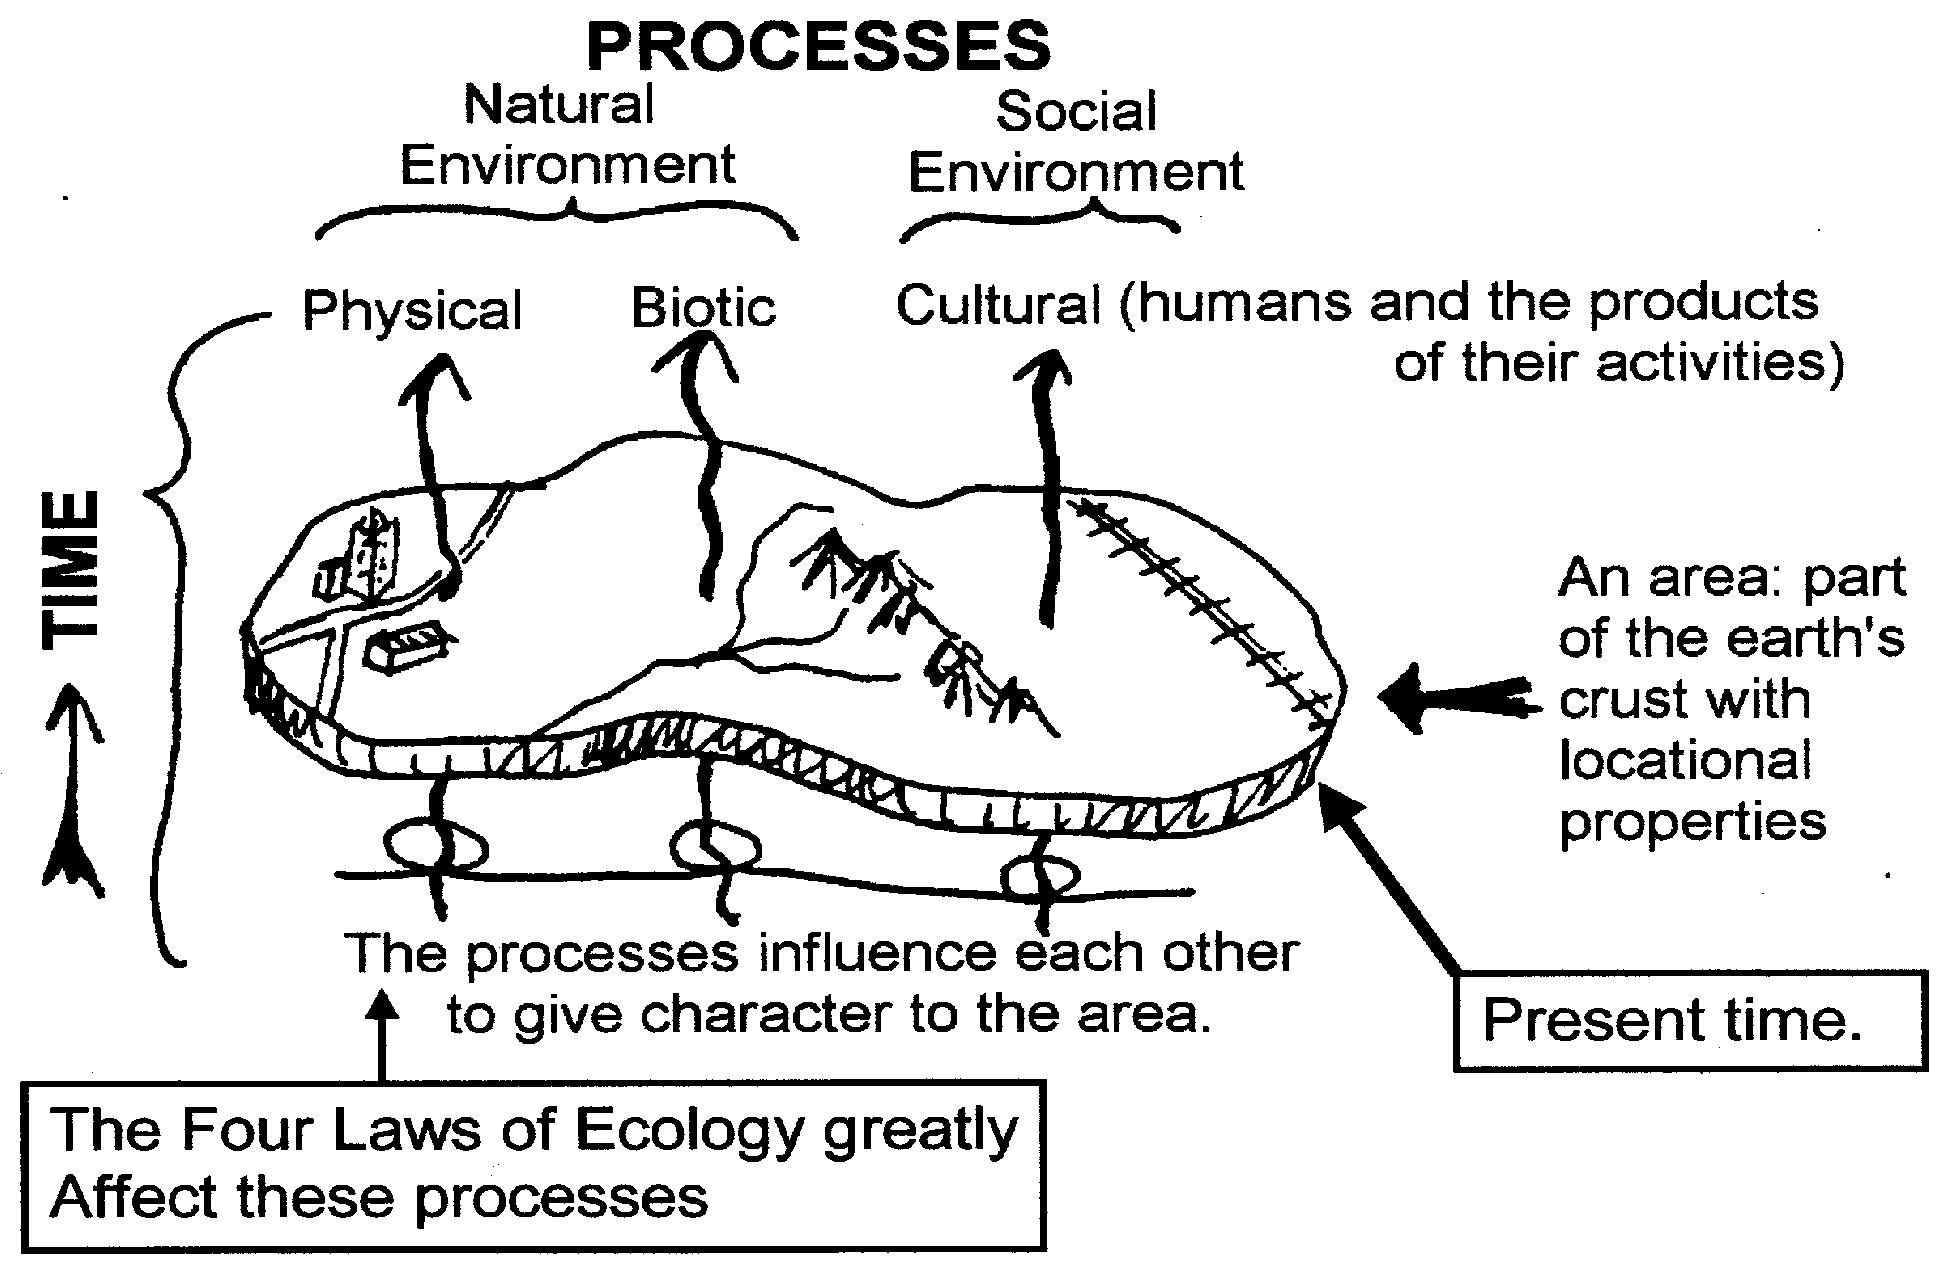 PROCESSES
Natural
Environment
Social
Environment
Physical
Biotic
Cultural (humans and the products
of their activities)
TIME
An area: part
of the earth's
crust with
locational
properties
The processes influence each other
to give character to the area.
Present time.
The Four Laws of Ecology greatly
Affect these processes